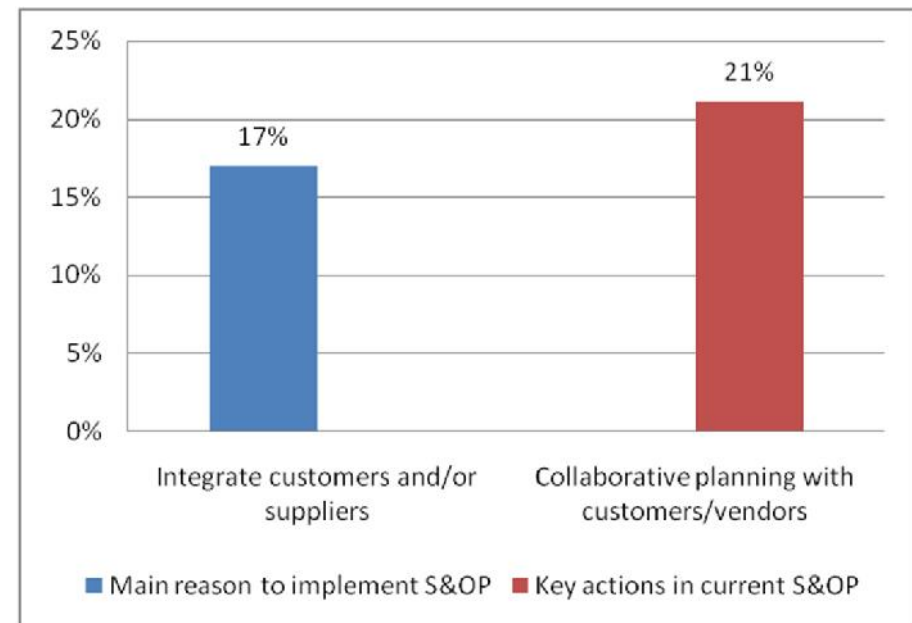 25%
20%
15%
10%
5%
0%
17%
21%
Integrate customers and/or
suppliers
Collaborative planning with
customers/vendors
Main reason to implement S&OP
Key actions in current S&OP